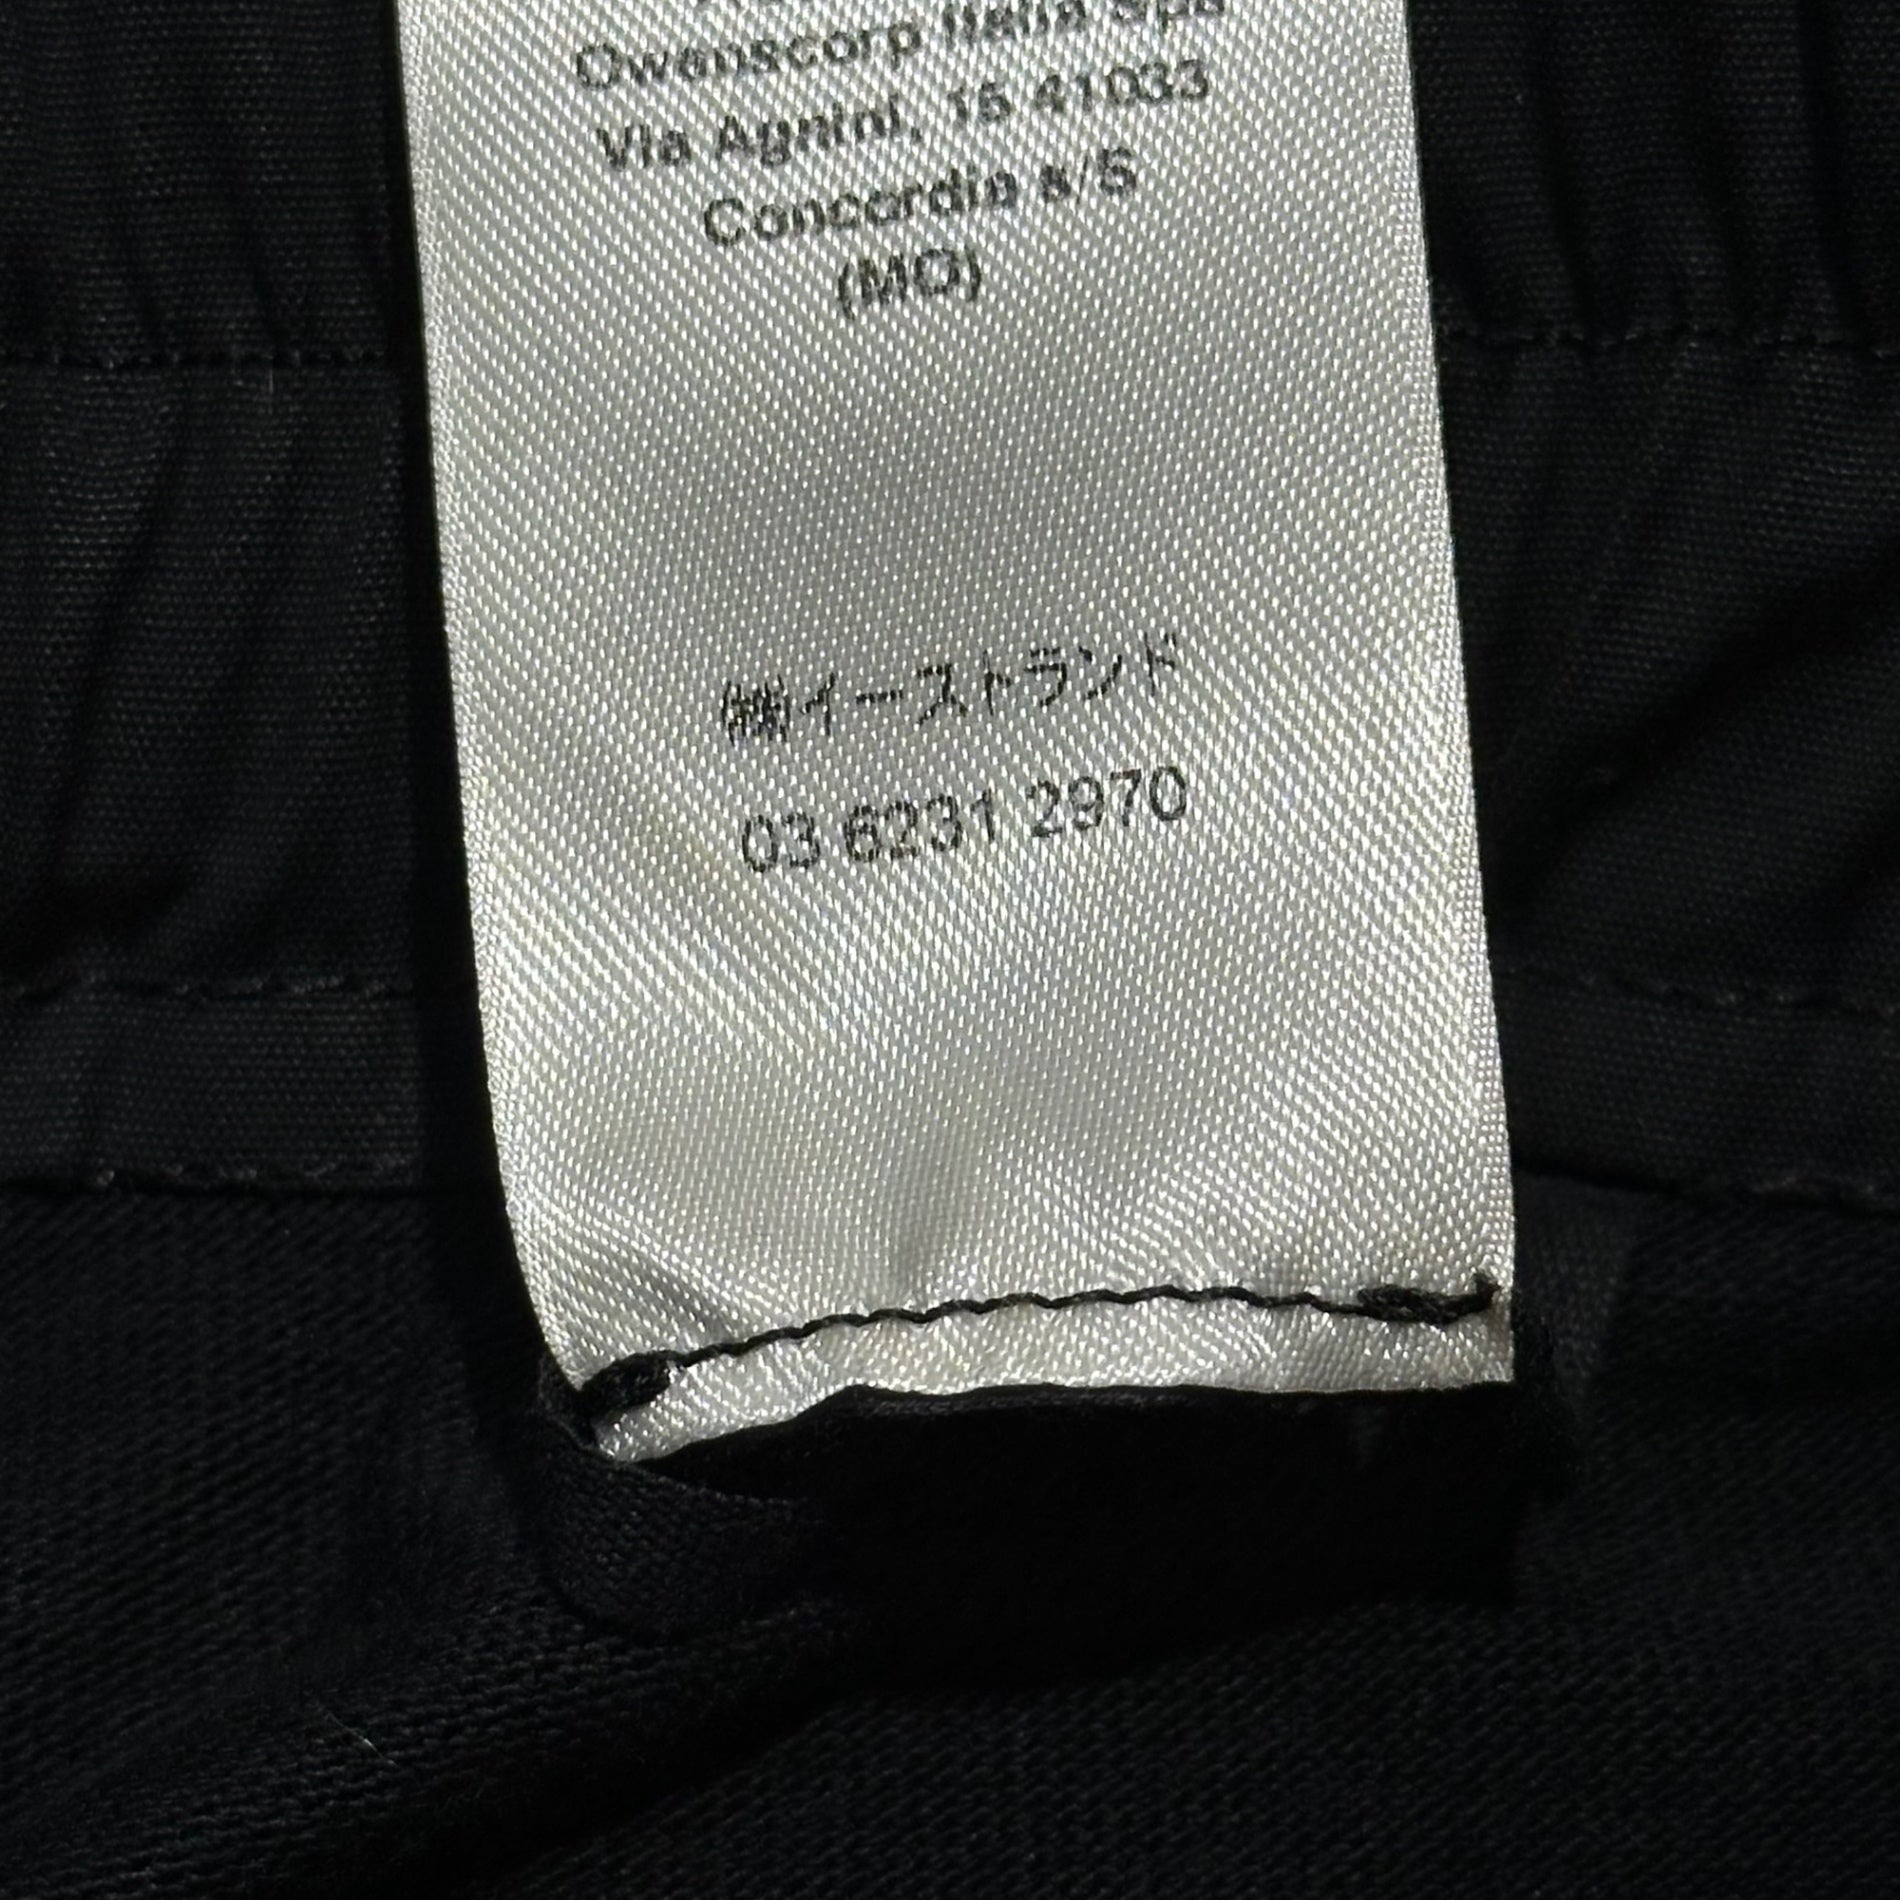 Owenscorp Italia Spa
Via Agnini, 15 41033
Concordia s/S
(MO)
㈱イーストランド
03 6231 2970